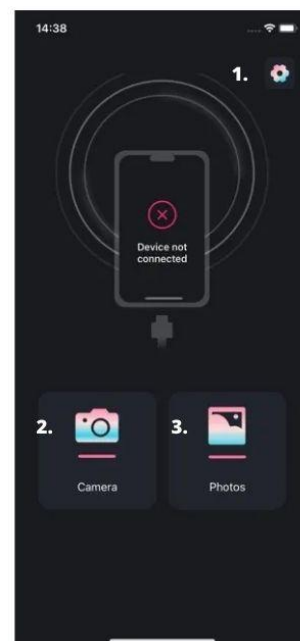 14:38
1.
Device not
connected
2.
3.
Camera
Photos